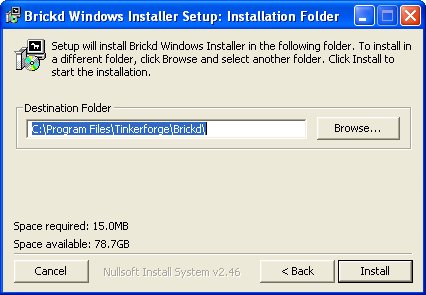 Brickd Windows Installer Setup: Installation Folder
Setup will install Brickd Windows Installer in the following folder. To install in
a different folder, click Browse and select another folder. Click Install to
start the installation.
Destination Folder
C:\Program Files\Tinkerforge\Brickd\
Browse...
Space required: 15.0MB
Space available: 78.7GB
Cancel
Nullsoft Install System v2.46
< Back
Install